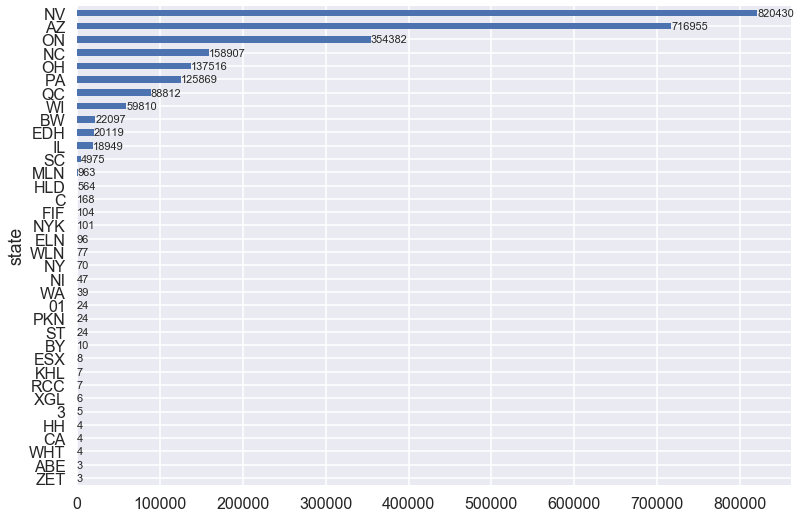 NV 820430
AZ 716955
ON 354382
NC 158907
OH 137516
PA 125869
QC 88812
WI 59810
BW 22097
EDH 20119
IL 18949
SC 4975
MLN 963
HLD 564
C 168
FIF 104
NYK 101
ELN 96
WLN 77
NY 70
NI 47
WA 39
01 24
PKN 24
ST 24
BY 10
ESX 8
KHL 7
RCC 7
XGL 6
3 5
HH 4
CA 4
WHT 4
ABE 3
ZET 3
state
0 100000 200000 300000 400000 500000 600000 700000 800000